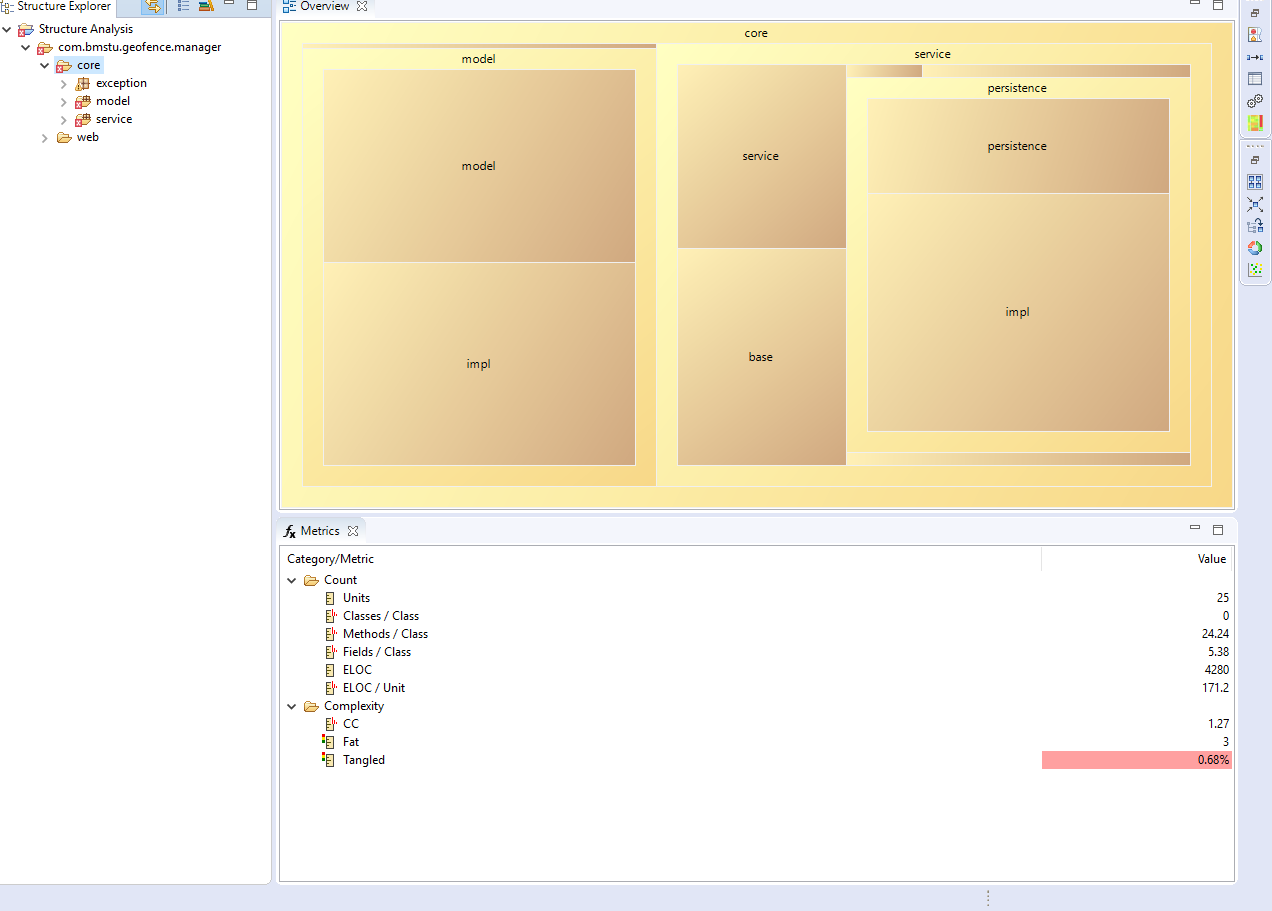 Structure Explorer
Structure Analysis
com.bmstu.geofence.manager
core
exception
model
service
web
Overview
core
model
model
impl
service
service
base
persistence
persistence
impl
fx Metrics
Category/Metric Value
Count
Units 25
Classes / Class 0
Methods / Class 24.24
Fields / Class 5.38
ELOC 4280
ELOC / Unit 171.2
Complexity
CC 1.27
Fat 3
Tangled 0.68%